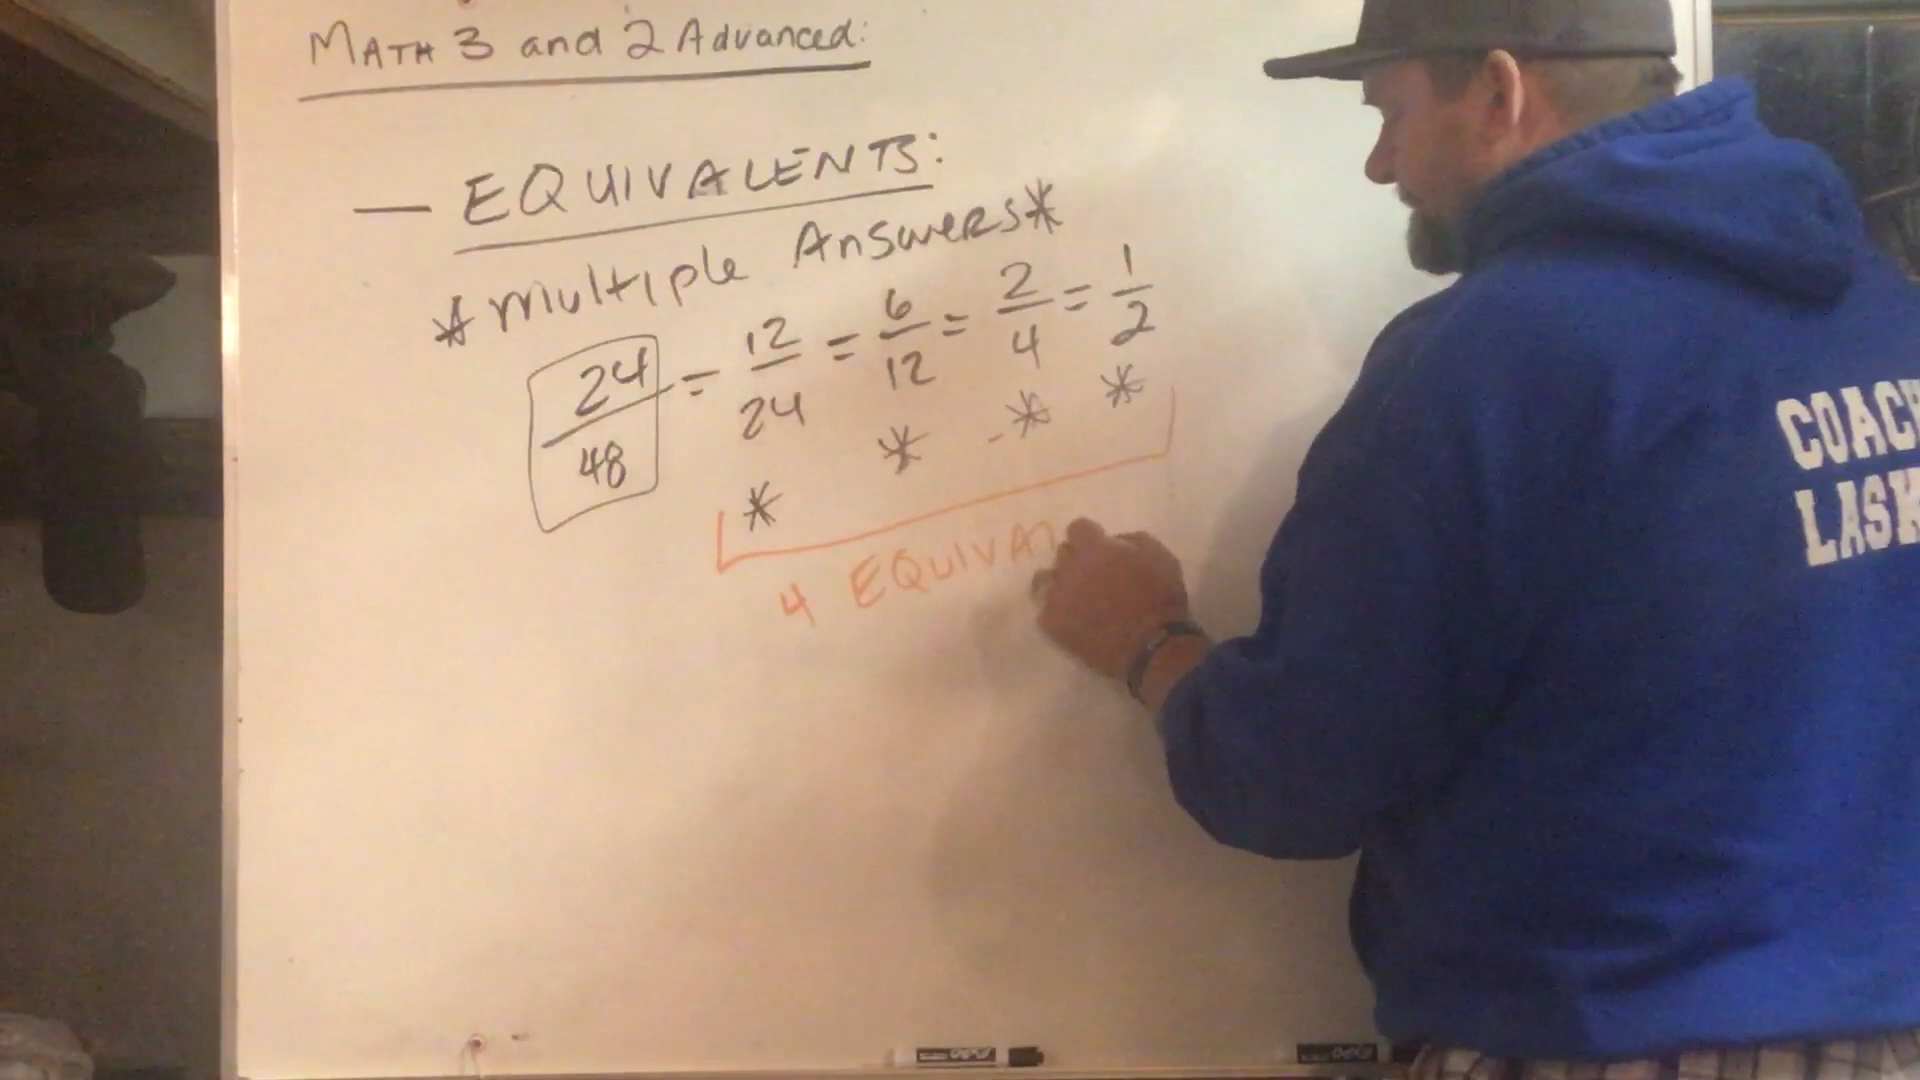 MATH 3 and 2 Advanced:
— EQUIVALENTS:
* Multiple Answers *
24/48 = 12/24 = 6/12 = 2/4 = 1/2
* * * *
4 EQUIVA
COACH
LASK